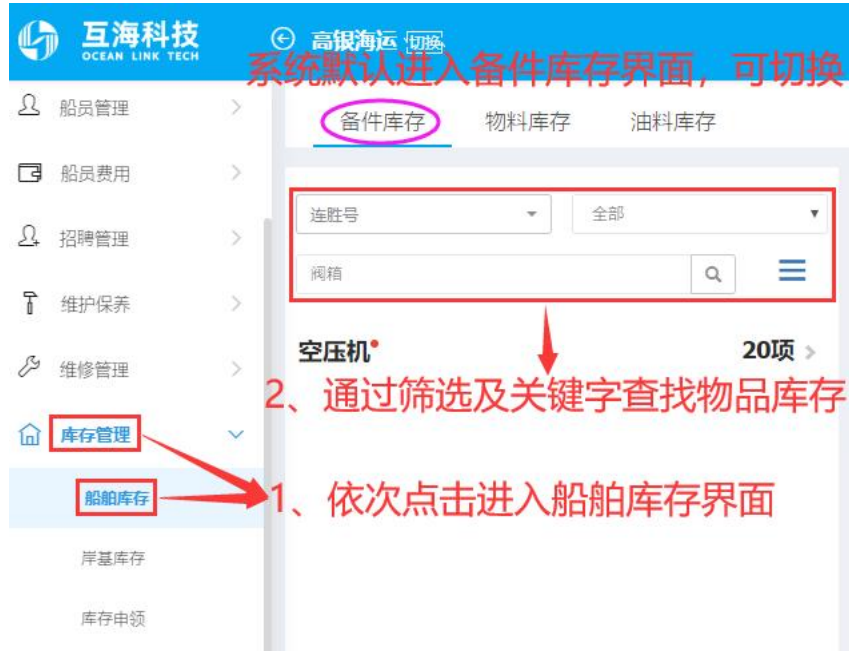 互海科技
OCEAN LINK TECH
高银海运 切换
系统默认进入备件库存界面，可切换
船员管理
备件库存 物料库存 油料库存
船员费用
连胜号 全部
招聘管理
阀箱
维护保养
空压机 20项
维修管理
2、通过筛选及关键字查找物品库存
库存管理
船舶库存
1、依次点击进入船舶库存界面
岸基库存
库存申领